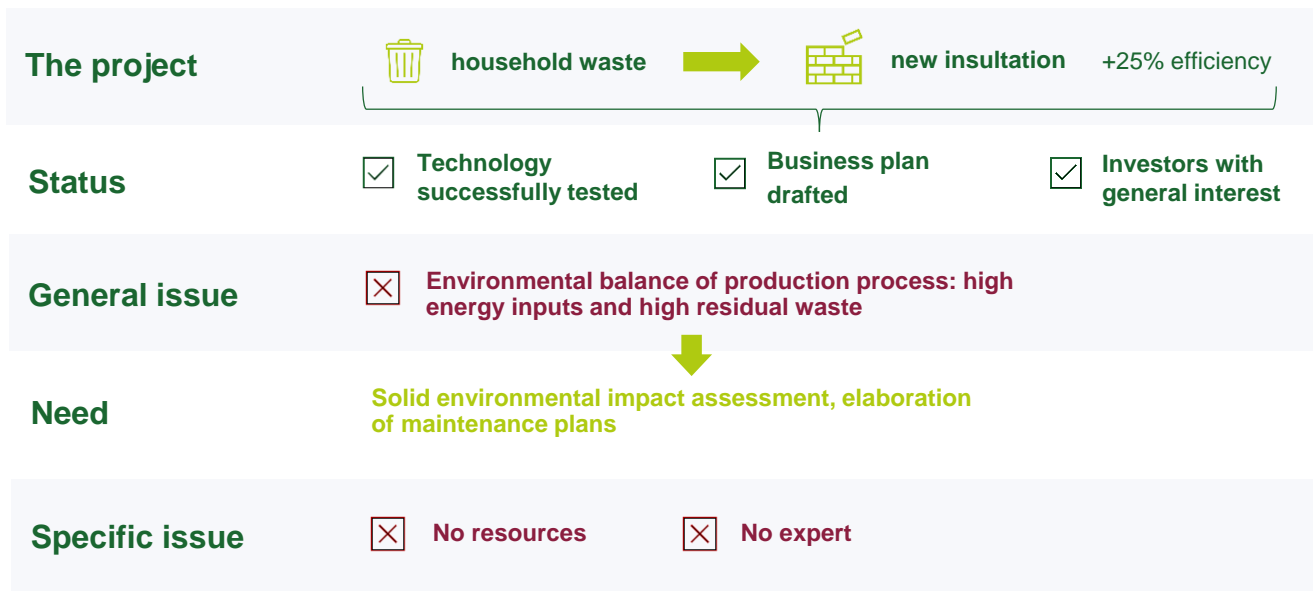 The project
household waste
new insultation
+25% efficiency
Status
Technology
successfully tested
Business plan
drafted
Investors with
general interest
General issue
Environmental balance of production process: high
energy inputs and high residual waste
Need
Solid environmental impact assessment, elaboration
of maintenance plans
Specific issue
No resources
No expert